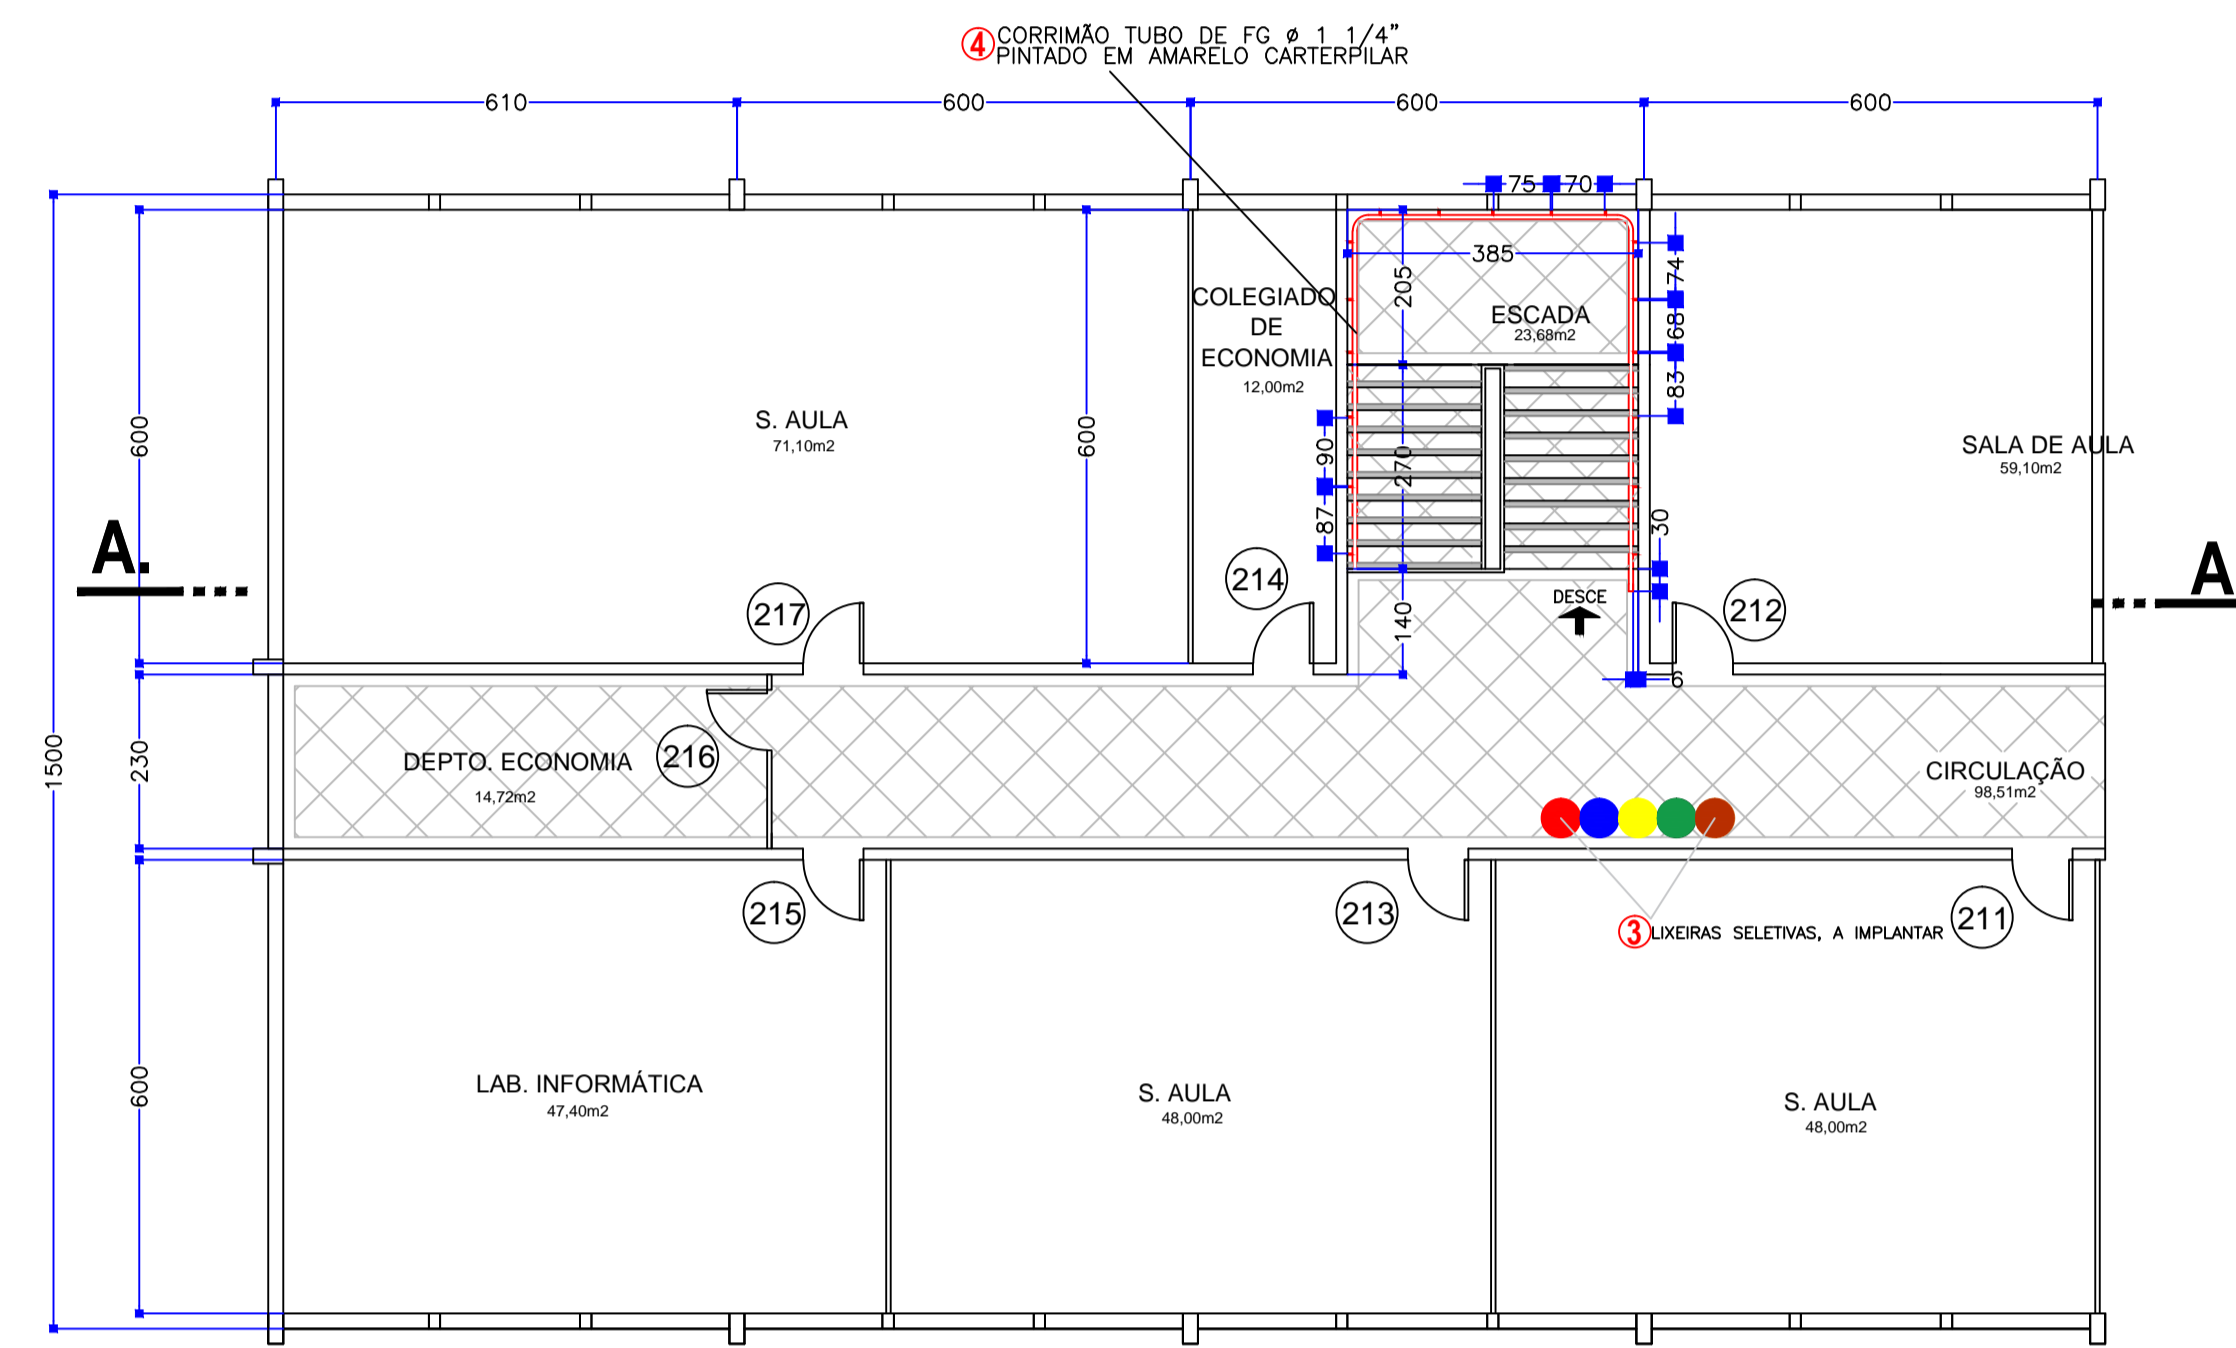 ④ CORRIMÃO TUBO DE FG ø 1 1/4"
PINTADO EM AMARELO CARTERPILAR
610
600
600
600
75
70
385
205
74
68
83
COLEGIADO
DE
ECONOMIA
12,00m2
ESCADA
23,68m2
S. AULA
71,10m2
600
600
SALA DE AULA
59,10m2
90
270
87
30
A.
A
214
217
212
DESCE
140
6
1500
230
DEPTO. ECONOMIA
14,72m2
216
CIRCULAÇÃO
98,51m2
215
213
③ LIXEIRAS SELETIVAS, A IMPLANTAR
211
600
LAB. INFORMÁTICA
47,40m2
S. AULA
48,00m2
S. AULA
48,00m2